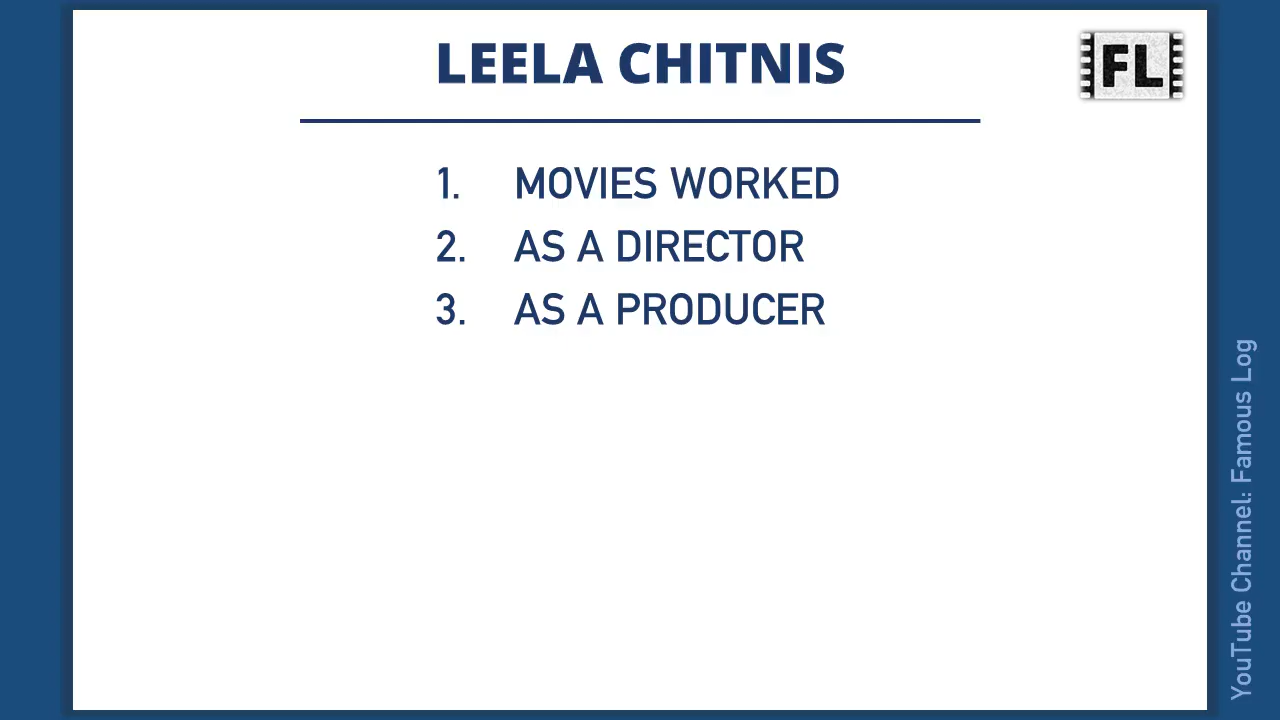 LEELA CHITNIS
FL
1. MOVIES WORKED
2. AS A DIRECTOR
3. AS A PRODUCER
YouTube Channel: Famous Log